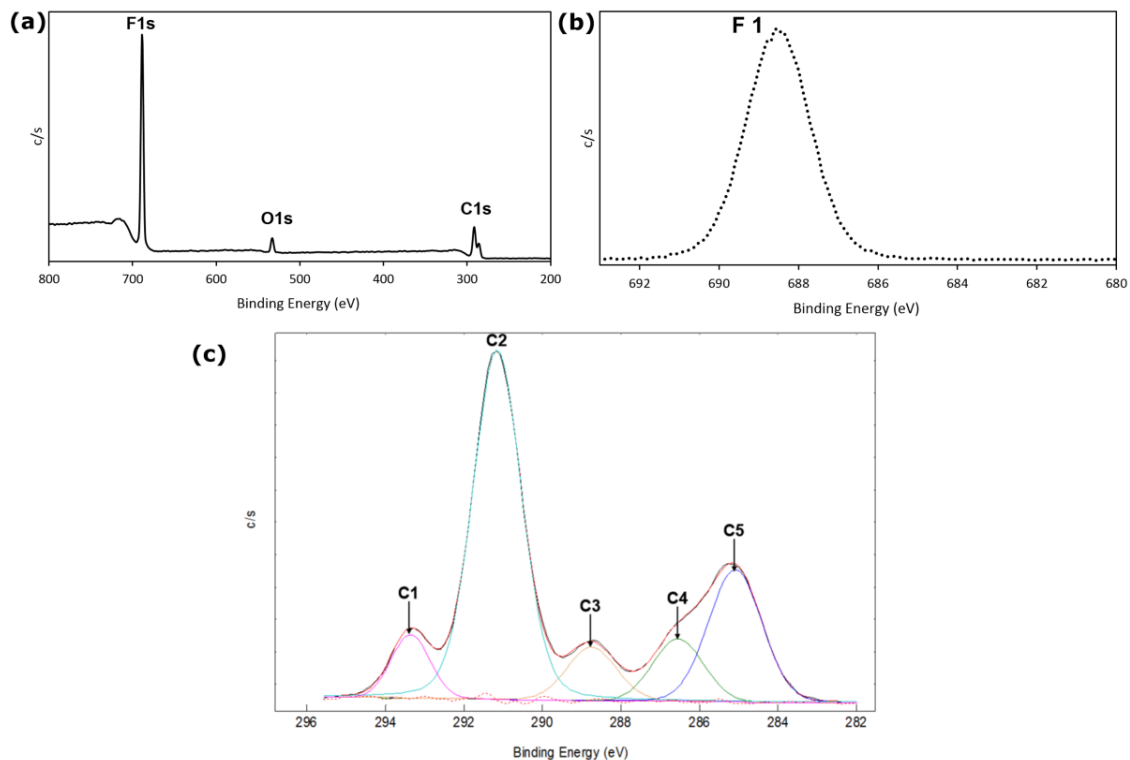 (a)
F1s
O1s
C1s
c/s
800 700 600 500 400 300 200
Binding Energy (eV)
(b)
F 1
c/s
692 690 688 686 684 682 680
Binding Energy (eV)
(c)
C2
C5
C1
C4
C3
c/s
296 294 292 290 288 286 284 282
Binding Energy (eV)